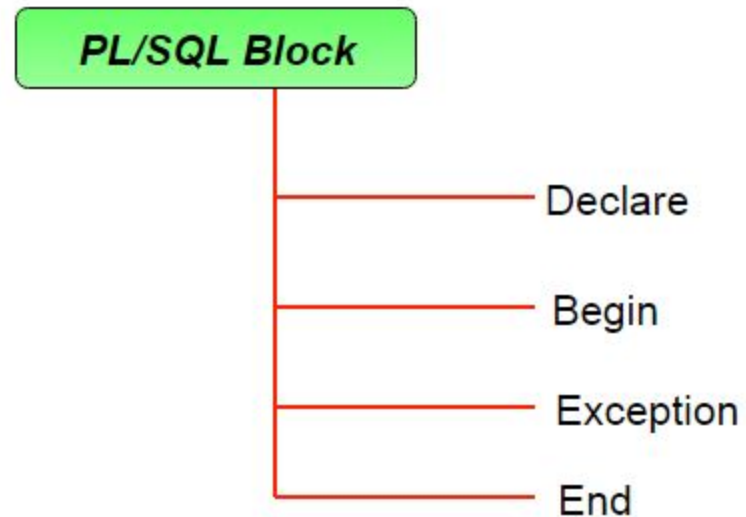 PL/SQL Block
Declare
Begin
Exception
End